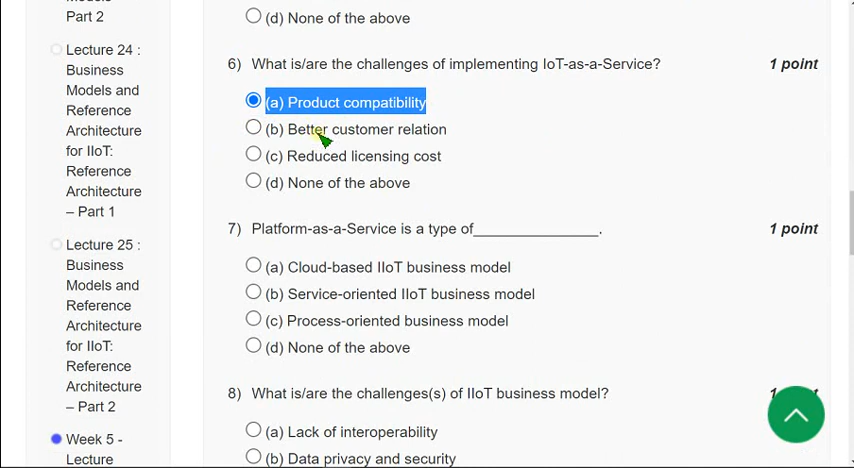 Part 2
Lecture 24 :
Business
Models and
Reference
Architecture
for IIoT:
Reference
Architecture
– Part 1
Lecture 25 :
Business
Models and
Reference
Architecture
for IIoT:
Reference
Architecture
– Part 2
Week 5 -
Lecture
(d) None of the above
6) What is/are the challenges of implementing IoT-as-a-Service? 1 point
(a) Product compatibility
(b) Better customer relation
(c) Reduced licensing cost
(d) None of the above
7) Platform-as-a-Service is a type of_______________. 1 point
(a) Cloud-based IIoT business model
(b) Service-oriented IIoT business model
(c) Process-oriented business model
(d) None of the above
8) What is/are the challenges(s) of IIoT business model?
(a) Lack of interoperability
(b) Data privacy and security